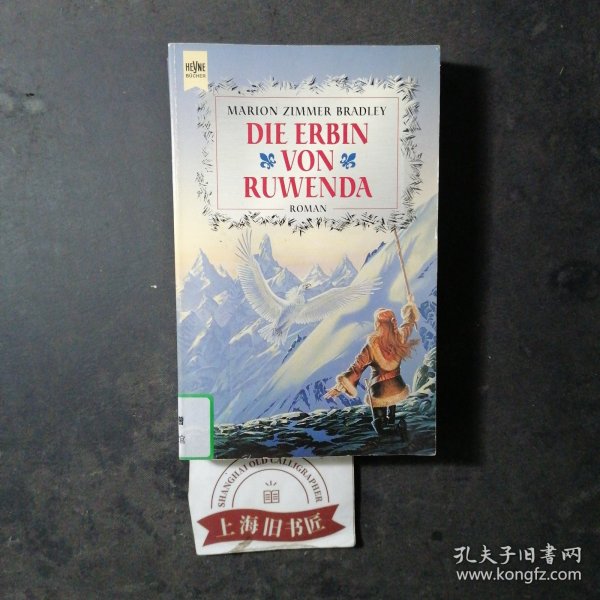 HEYNE
BÜCHER
MARION ZIMMER BRADLEY
DIE ERBIN
VON
RUWENDA
ROMAN
SHANGHAI OLD CALLIGRAPHER
上海旧书匠
孔夫子旧书网
www.kongfz.com